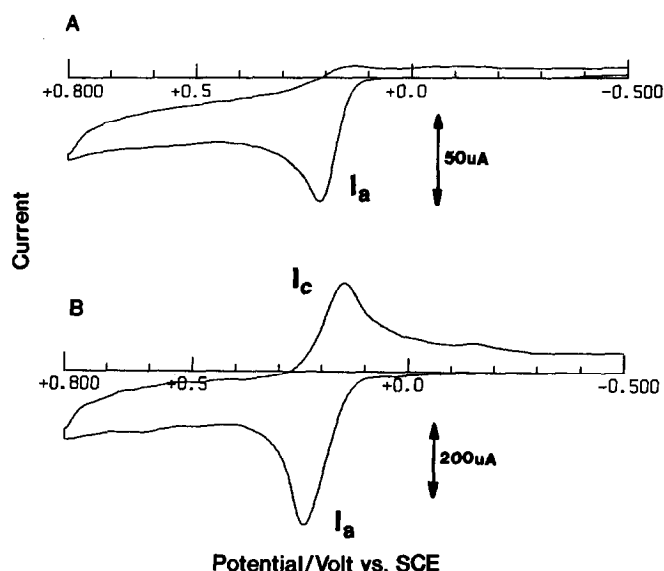 A
+0.800
+0.5
+0.0
-0.500
50uA
Ia
Current
Ic
B
+0.800
+0.5
+0.0
-0.500
200uA
Ia
Potential/Volt vs. SCE